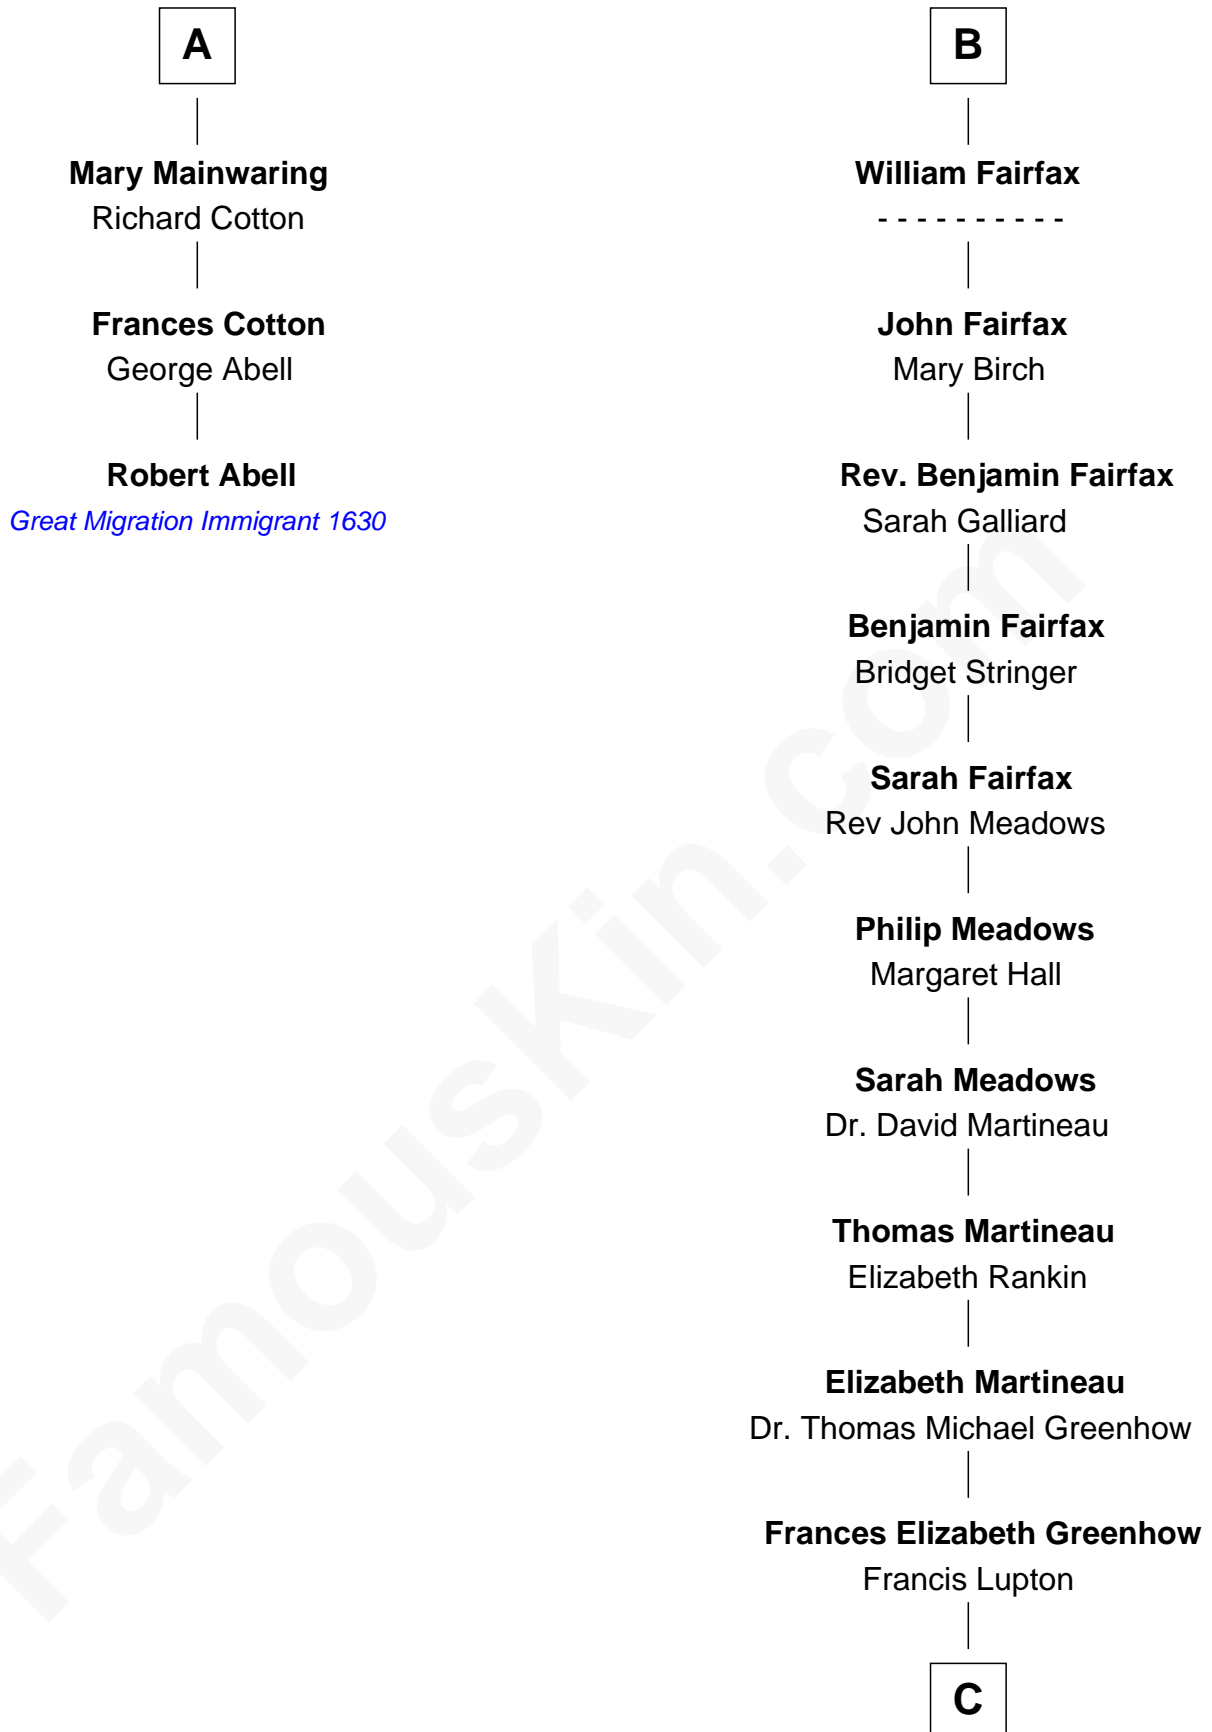 A
Mary Mainwaring
Richard Cotton
Frances Cotton
George Abell
Robert Abell
Great Migration Immigrant 1630
B
William Fairfax
- - - - - - - - - -
John Fairfax
Mary Birch
Rev. Benjamin Fairfax
Sarah Galliard
Benjamin Fairfax
Bridget Stringer
Sarah Fairfax
Rev John Meadows
Philip Meadows
Margaret Hall
Sarah Meadows
Dr. David Martineau
Thomas Martineau
Elizabeth Rankin
Elizabeth Martineau
Dr. Thomas Michael Greenhow
Frances Elizabeth Greenhow
Francis Lupton
C
FamousKin.com